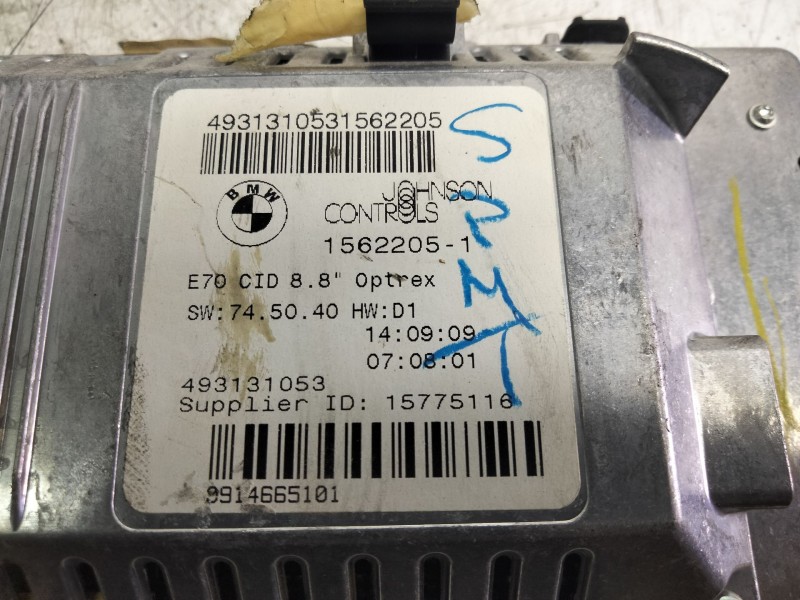 4931310531562205
BMW
JOHNSON
CONTROLS
1562205-1
E70 CID 8.8" Optrex
SW:74.50.40 HW:D1
14:09:09
07:08:01
493131053
Supplier ID: 15775116
9914665101